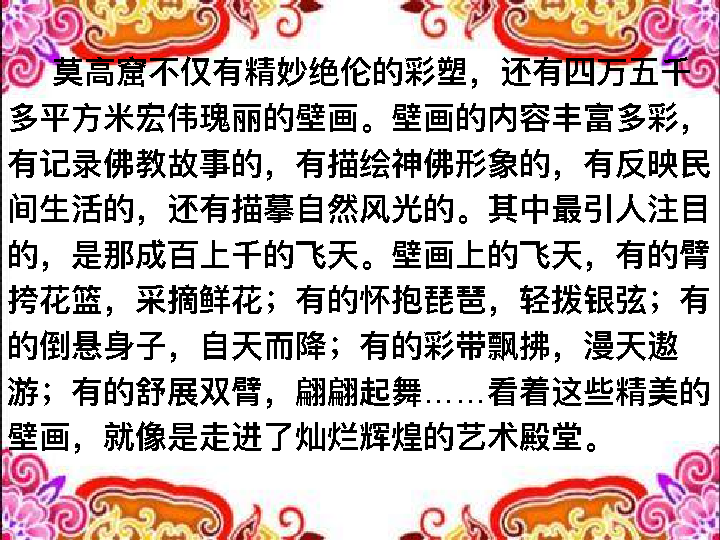 莫高窟不仅有精妙绝伦的彩塑，还有四万五千
多平方米宏伟瑰丽的壁画。壁画的内容丰富多彩，
有记录佛教故事的，有描绘神佛形象的，有反映民
间生活的，还有描摹自然风光的。其中最引人注目
的，是那成百上千的飞天。壁画上的飞天，有的臂
挎花篮，采摘鲜花；有的怀抱琵琶，轻拨银弦；有
的倒悬身子，自天而降；有的彩带飘拂，漫天遨
游；有的舒展双臂，翩翩起舞……看着这些精美的
壁画，就像是走进了灿烂辉煌的艺术殿堂。